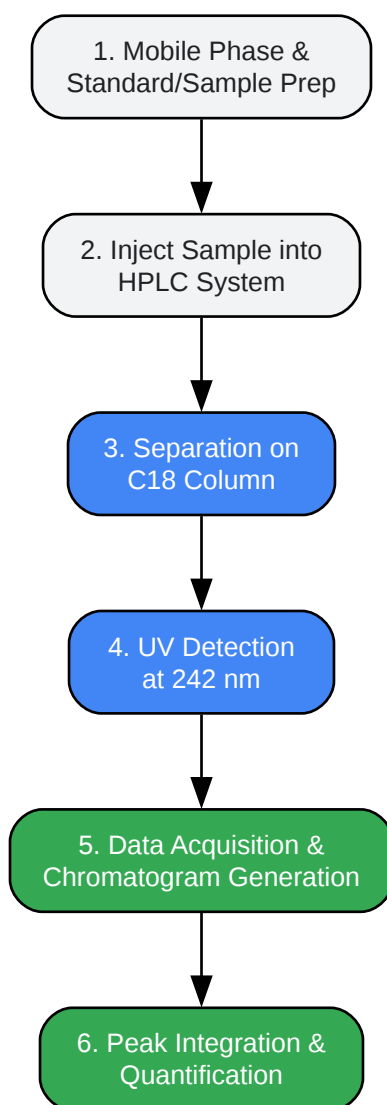 1. Mobile Phase &
Standard/Sample Prep
2. Inject Sample into
HPLC System
3. Separation on
C18 Column
4. UV Detection
at 242 nm
5. Data Acquisition &
Chromatogram Generation
6. Peak Integration &
Quantification